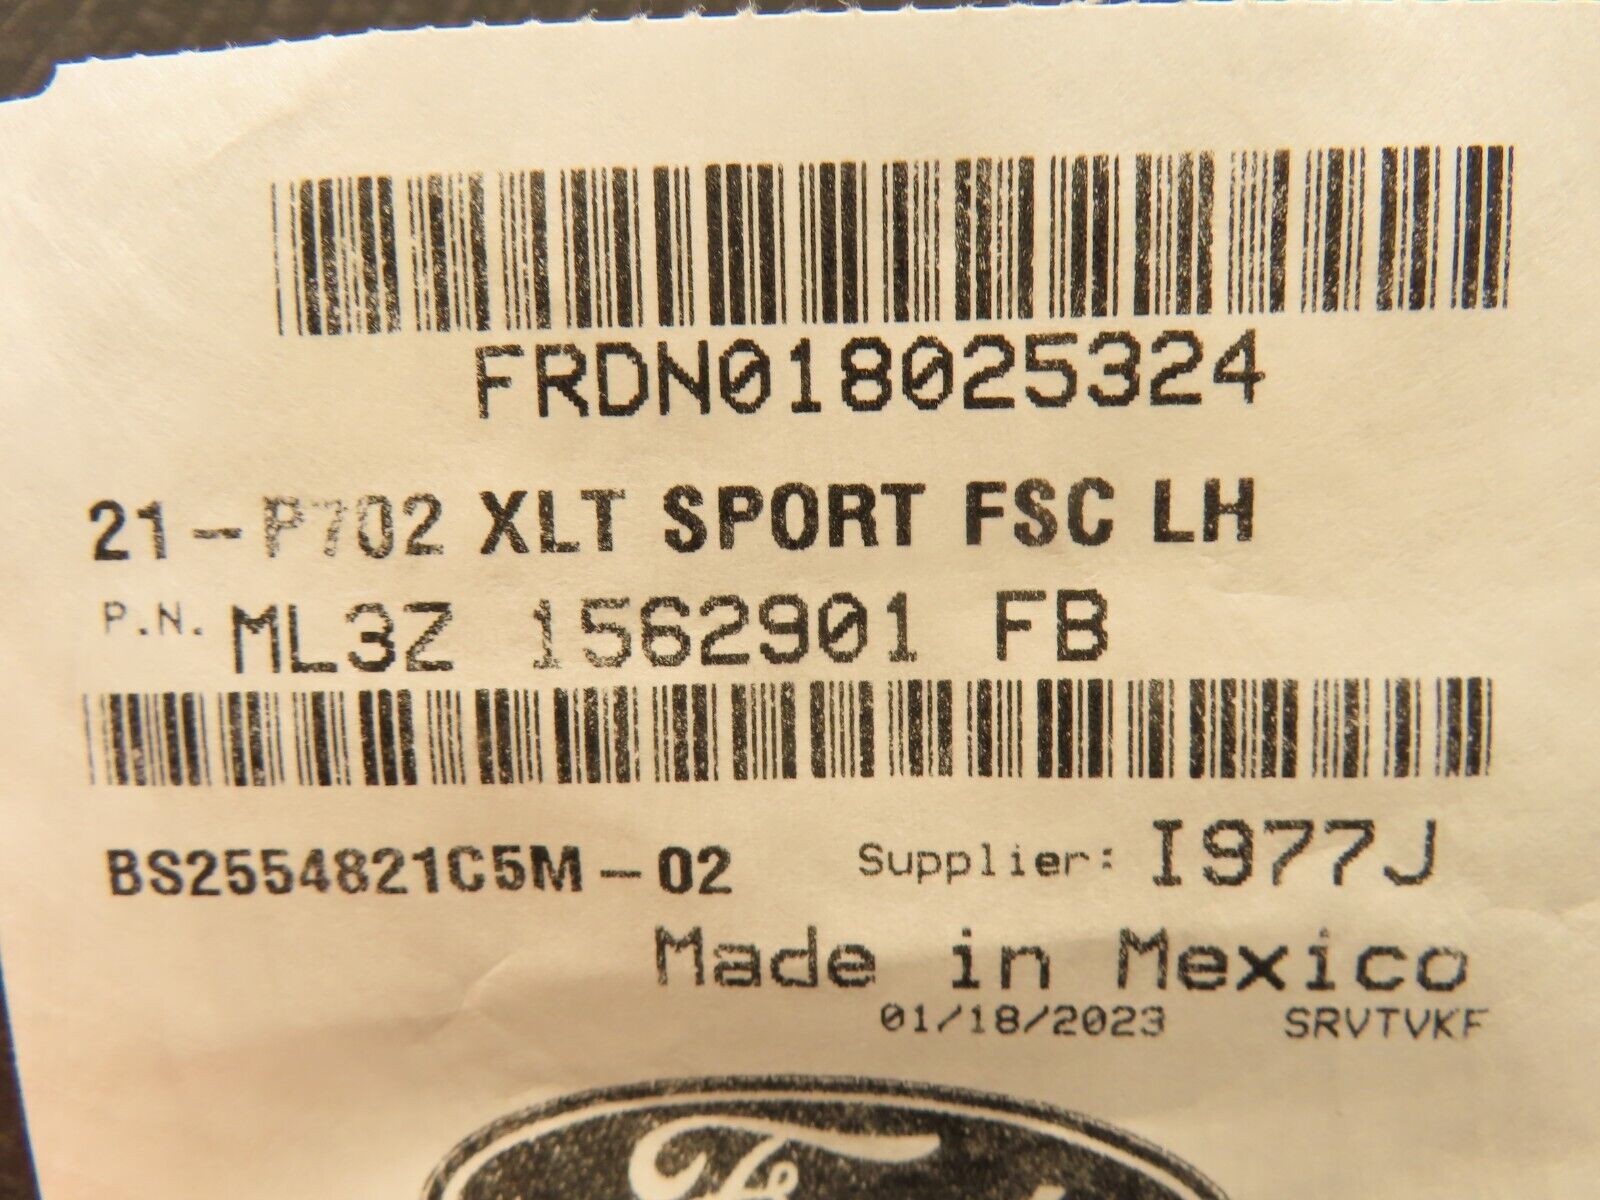 FRDN018025324
21-P702 XLT SPORT FSC LH
P.N. ML3Z 1562901 FB
BS2554821C5M-02 Supplier: I977J
Made in Mexico
01/18/2023 SRVTVKF